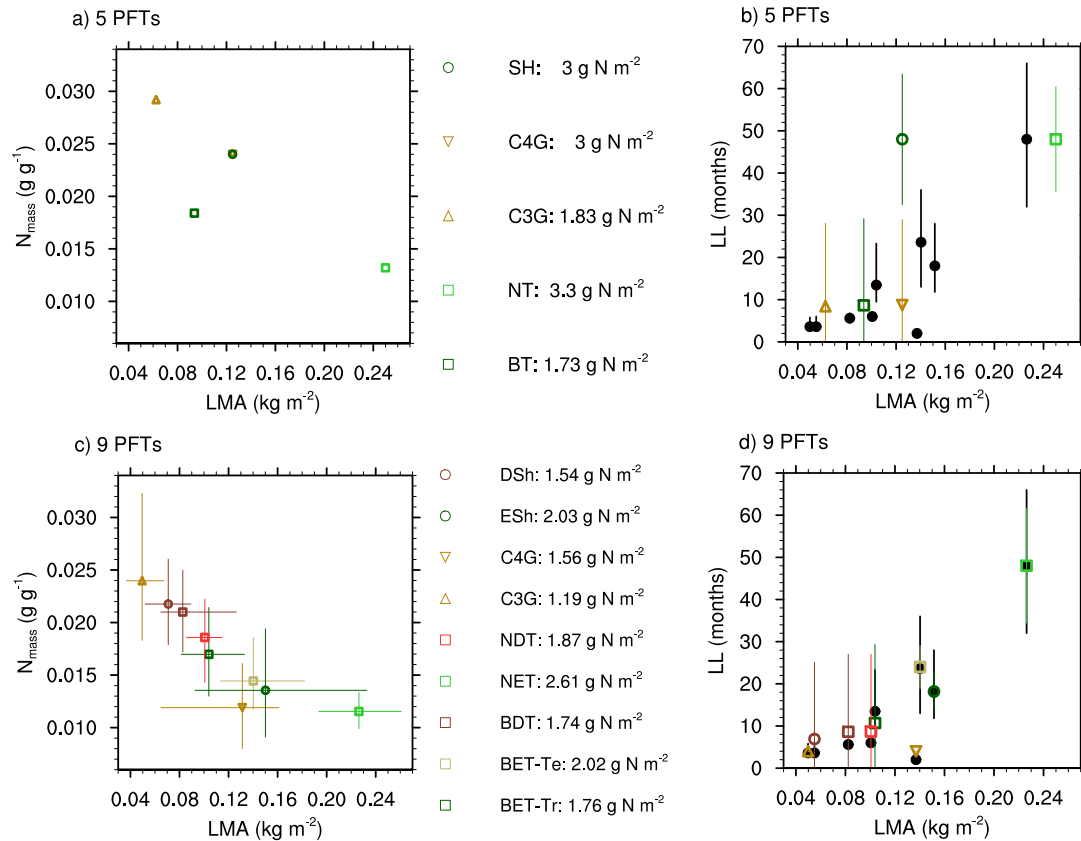 a) 5 PFTs
0.030
0.025
0.020
0.015
0.010
N_mass (g g⁻¹)
0.04 0.08 0.12 0.16 0.20 0.24
LMA (kg m⁻²)
SH: 3 g N m⁻²
C4G: 3 g N m⁻²
C3G: 1.83 g N m⁻²
NT: 3.3 g N m⁻²
BT: 1.73 g N m⁻²
b) 5 PFTs
70
60
50
40
30
20
10
0
LL (months)
0.04 0.08 0.12 0.16 0.20 0.24
LMA (kg m⁻²)
c) 9 PFTs
0.030
0.025
0.020
0.015
0.010
N_mass (g g⁻¹)
0.04 0.08 0.12 0.16 0.20 0.24
LMA (kg m⁻²)
DSh: 1.54 g N m⁻²
ESh: 2.03 g N m⁻²
C4G: 1.56 g N m⁻²
C3G: 1.19 g N m⁻²
NDT: 1.87 g N m⁻²
NET: 2.61 g N m⁻²
BDT: 1.74 g N m⁻²
BET-Te: 2.02 g N m⁻²
BET-Tr: 1.76 g N m⁻²
d) 9 PFTs
70
60
50
40
30
20
10
0
LL (months)
0.04 0.08 0.12 0.16 0.20 0.24
LMA (kg m⁻²)